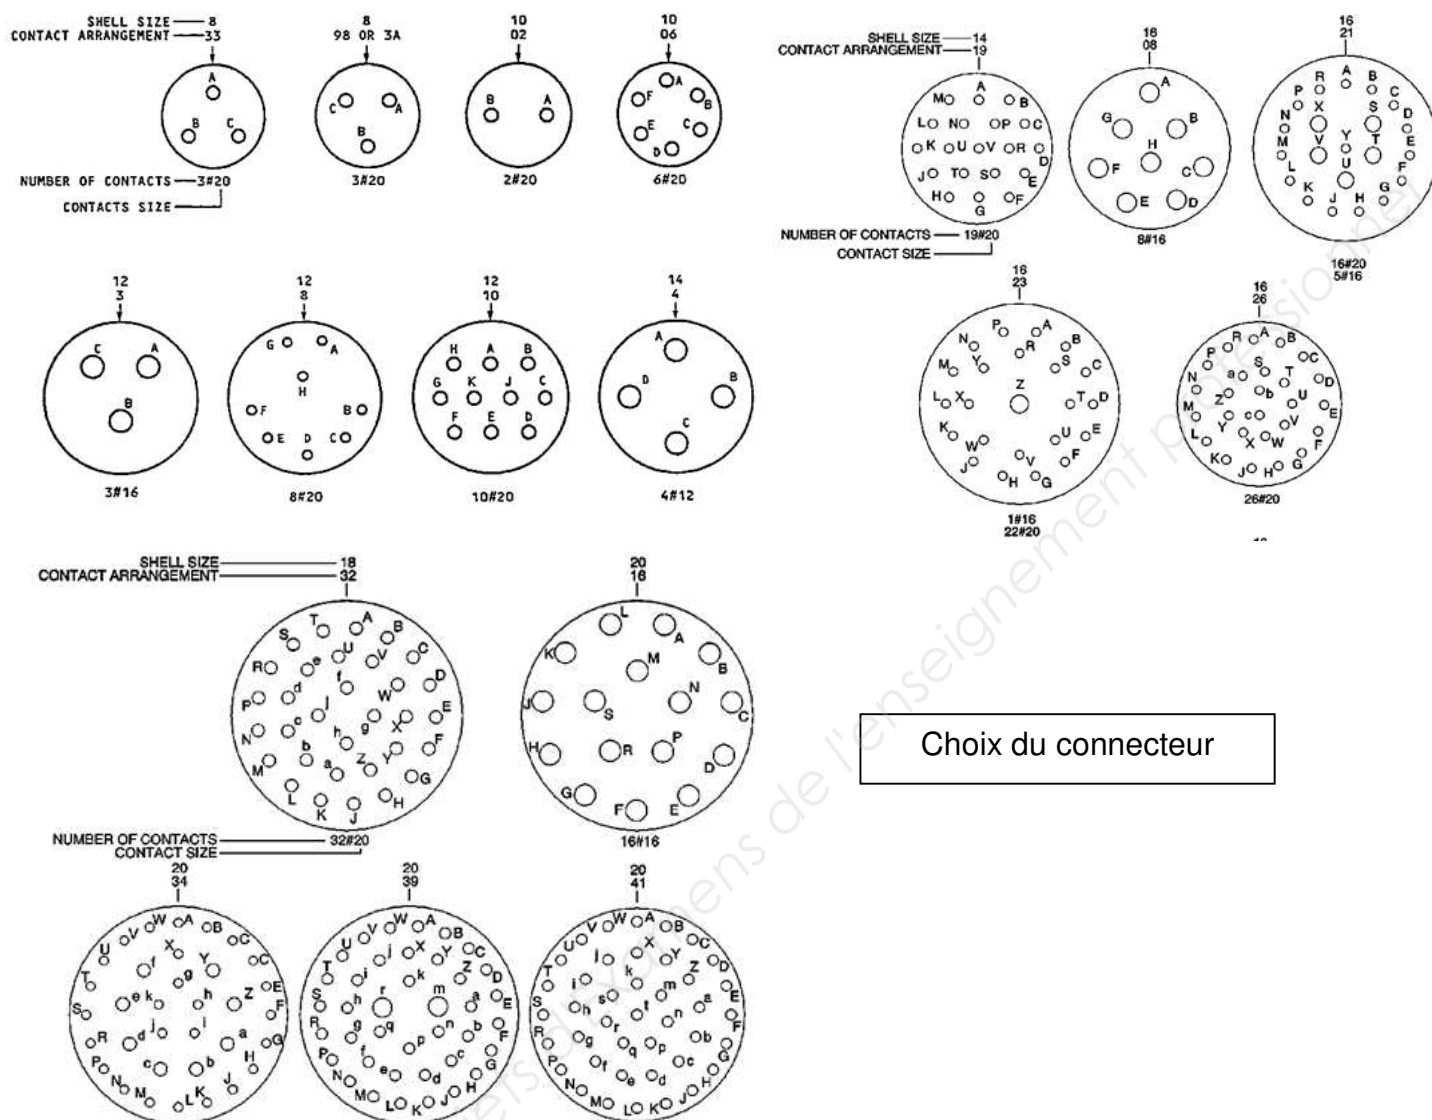 SHELL SIZE 8 8 10 10
CONTACT ARRANGEMENT 33 98 OR 3A 02 06
A B C
C A B
B A
A B C D E F
NUMBER OF CONTACTS 3#20 3#20 2#20 6#20
CONTACTS SIZE
SHELL SIZE 14 16 16
CONTACT ARRANGEMENT 19 08 21
A B C D E F G H J K L M N P R S T U V
A B C D E F G H
A B C D E F G H J K L M N P R S T U V X Y
NUMBER OF CONTACTS 19#20 8#16 16#20
CONTACT SIZE 5#16
12 12 12 14
3 8 10 4
C A B
G A H F B E D C
H A B G K J C F E D
A D B C
3#16 8#20 10#20 4#12
16 16
23 26
P A N R B Y S C M Z L X T D K U E W F J V H G
A B C D E F G H J K L M N P R S T U V W X Y Z a b c
1#16 26#20
22#20
SHELL SIZE 18 20
CONTACT ARRANGEMENT 32 16
T A S B U V C R e f d W D P j c g X E N h b Y F M a Z G L K J H
L A K M B J S N C H R P D G F E
NUMBER OF CONTACTS 32#20 16#16
CONTACT SIZE
Choix du connecteur
20 20 20
34 39 41
W A B V C U X f Y C T g E e k h Z S F j i R d a G c b H P N M L K J
W A B V U j X Y C T i k Z D S h r m a E R g q n b F P f p c G N e d H M L K J
W A B V X C U j Y k D T i Z s m E S h t a r n F R g q p b G P f c H N e d J M L K
de l'enseignement professionnel